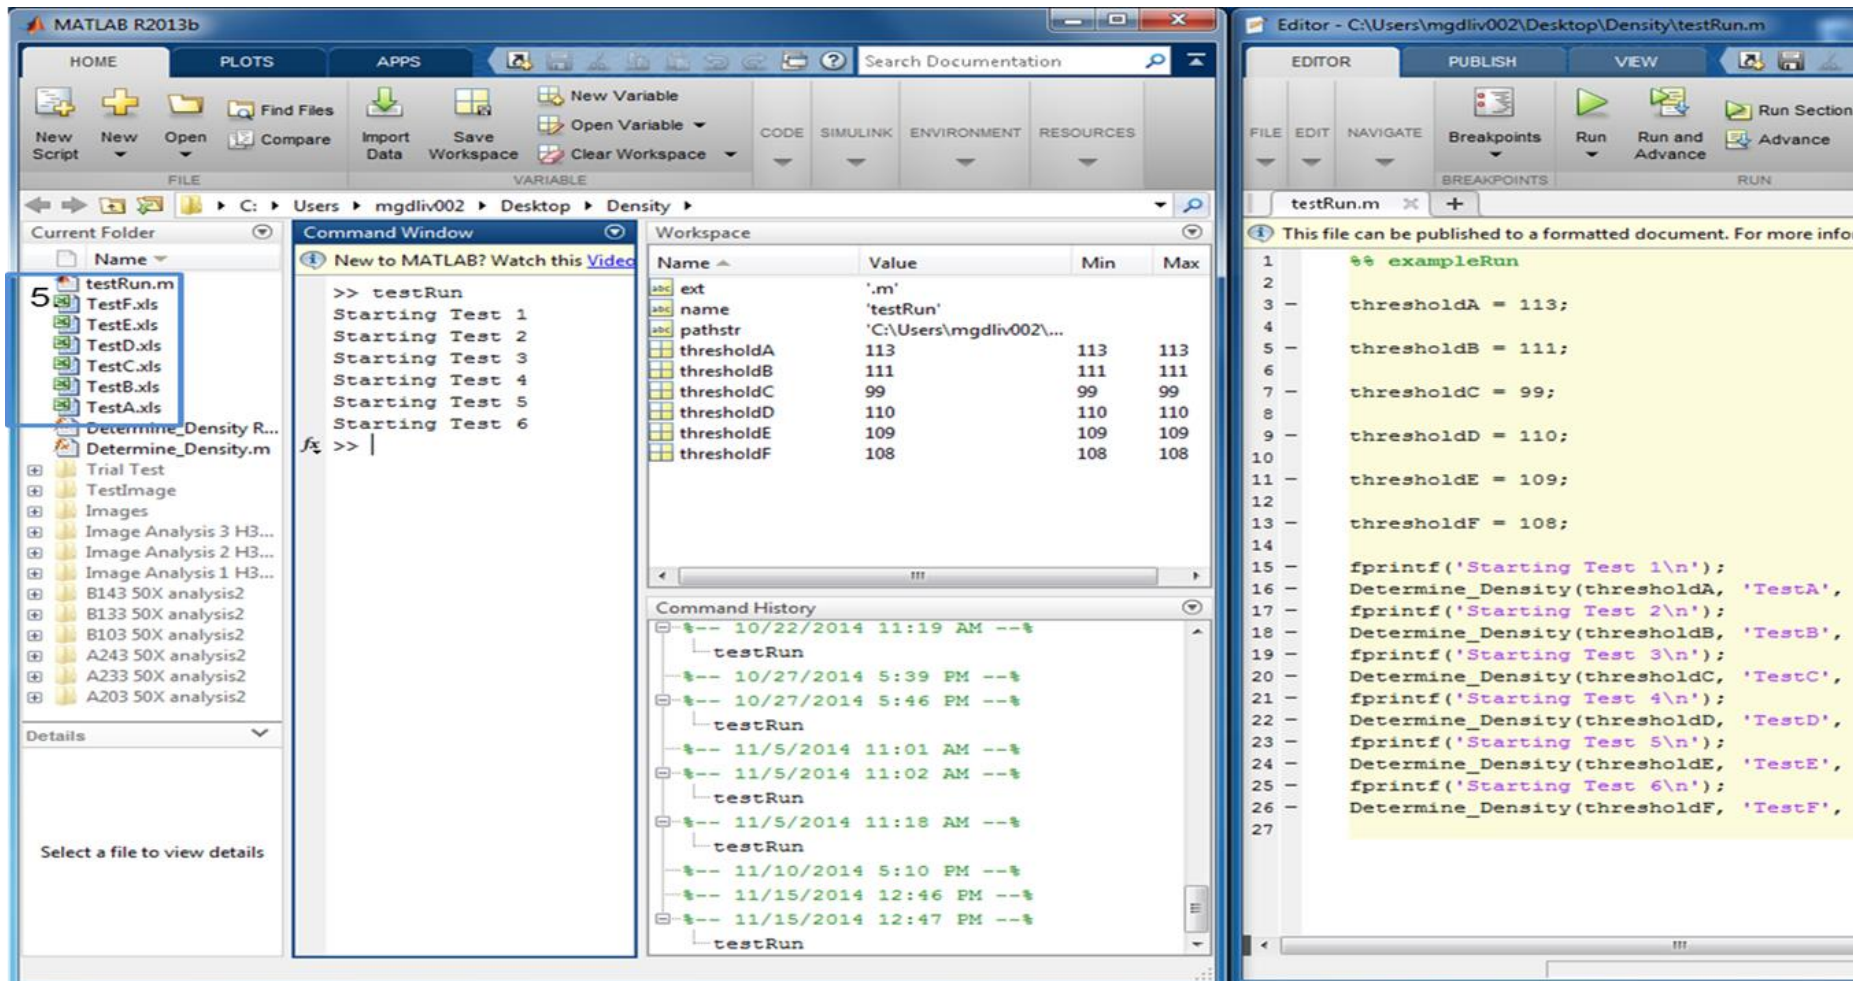 MATLAB R2013b
HOME PLOTS APPS Search Documentation
New Script New Open Find Files Compare Import Data Save Workspace New Variable Open Variable Clear Workspace CODE SIMULINK ENVIRONMENT RESOURCES
FILE VARIABLE
C: Users mgdliv002 Desktop Density
Current Folder
Name
5
testRun.m
TestF.xls
TestE.xls
TestD.xls
TestC.xls
TestB.xls
TestA.xls
Determine_Density R...
Determine_Density.m
Trial Test
TestImage
Images
Image Analysis 3 H3...
Image Analysis 2 H3...
Image Analysis 1 H3...
B143 50X analysis2
B133 50X analysis2
B103 50X analysis2
A243 50X analysis2
A233 50X analysis2
A203 50X analysis2
Details
Select a file to view details
Command Window
New to MATLAB? Watch this Video
>> testRun
Starting Test 1
Starting Test 2
Starting Test 3
Starting Test 4
Starting Test 5
Starting Test 6
fx >>
Workspace
Name Value Min Max
abc ext '.m'
abc name 'testRun'
abc pathstr 'C:\Users\mgdliv002\...
thresholdA 113 113 113
thresholdB 111 111 111
thresholdC 99 99 99
thresholdD 110 110 110
thresholdE 109 109 109
thresholdF 108 108 108
Command History
%-- 10/22/2014 11:19 AM --%
testRun
%-- 10/27/2014 5:39 PM --%
%-- 10/27/2014 5:46 PM --%
testRun
%-- 11/5/2014 11:01 AM --%
%-- 11/5/2014 11:02 AM --%
testRun
%-- 11/5/2014 11:18 AM --%
testRun
%-- 11/10/2014 5:10 PM --%
%-- 11/15/2014 12:46 PM --%
%-- 11/15/2014 12:47 PM --%
testRun
Editor - C:\Users\mgdliv002\Desktop\Density\testRun.m
EDITOR PUBLISH VIEW
FILE EDIT NAVIGATE Breakpoints Run Run and Advance Run Section Advance
BREAKPOINTS RUN
testRun.m
This file can be published to a formatted document. For more info
1 %% exampleRun
2
3 - thresholdA = 113;
4
5 - thresholdB = 111;
6
7 - thresholdC = 99;
8
9 - thresholdD = 110;
10
11 - thresholdE = 109;
12
13 - thresholdF = 108;
14
15 - fprintf('Starting Test 1\n');
16 - Determine_Density(thresholdA, 'TestA',
17 - fprintf('Starting Test 2\n');
18 - Determine_Density(thresholdB, 'TestB',
19 - fprintf('Starting Test 3\n');
20 - Determine_Density(thresholdC, 'TestC',
21 - fprintf('Starting Test 4\n');
22 - Determine_Density(thresholdD, 'TestD',
23 - fprintf('Starting Test 5\n');
24 - Determine_Density(thresholdE, 'TestE',
25 - fprintf('Starting Test 6\n');
26 - Determine_Density(thresholdF, 'TestF',
27